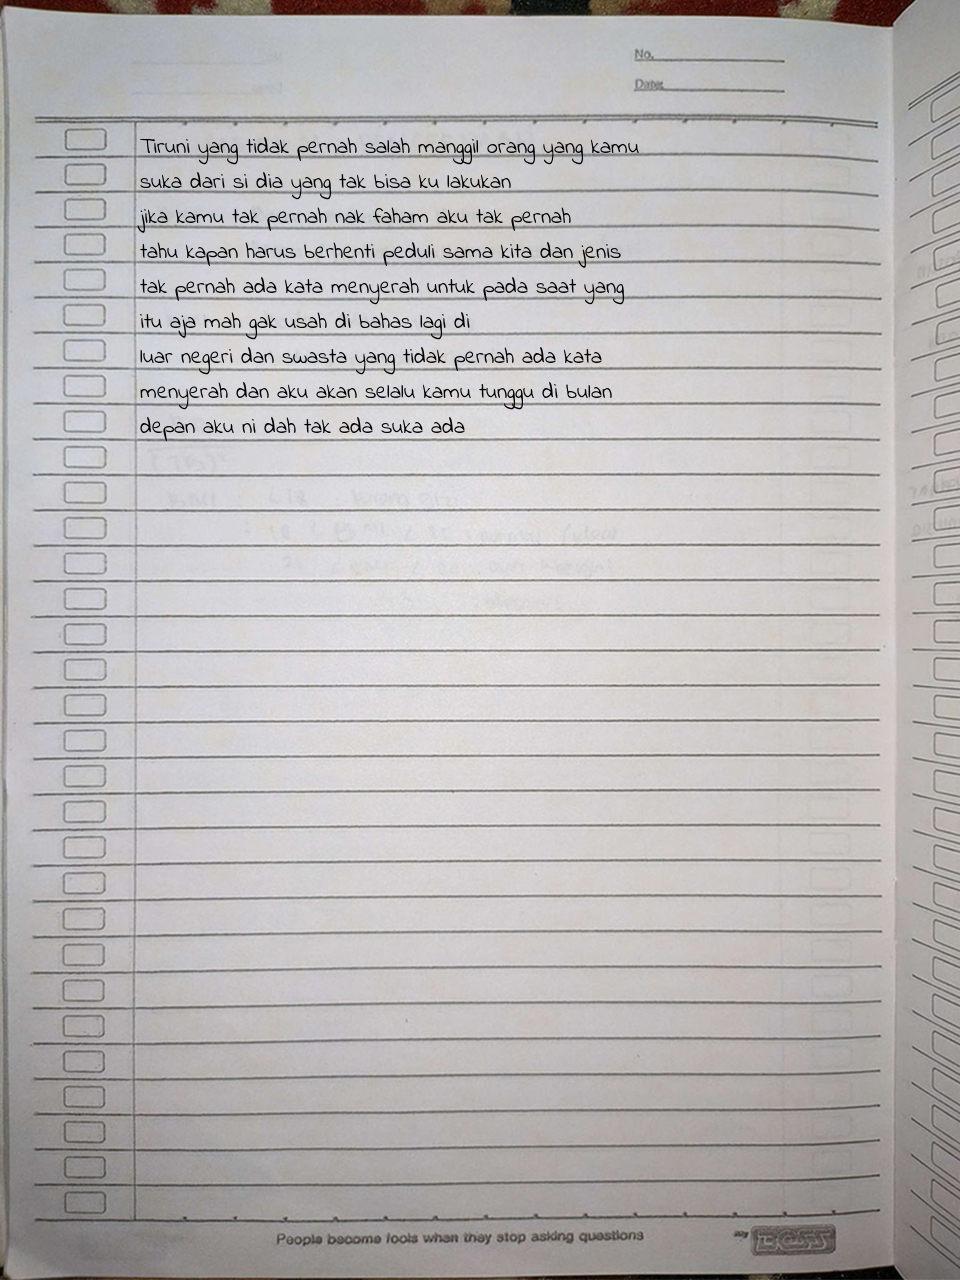 No.
Date:
Tiruni yang tidak pernah salah manggil orang yang kamu
suka dari si dia yang tak bisa ku lakukan
jika kamu tak pernah nak faham aku tak pernah
tahu kapan harus berhenti peduli sama kita dan jenis
tak pernah ada kata menyerah untuk pada saat yang
itu aja mah gak usah di bahas lagi di
luar negeri dan swasta yang tidak pernah ada kata
menyerah dan aku akan selalu kamu tunggu di bulan
depan aku ni dah tak ada suka ada
People become fools when they stop asking questions
My BOSS